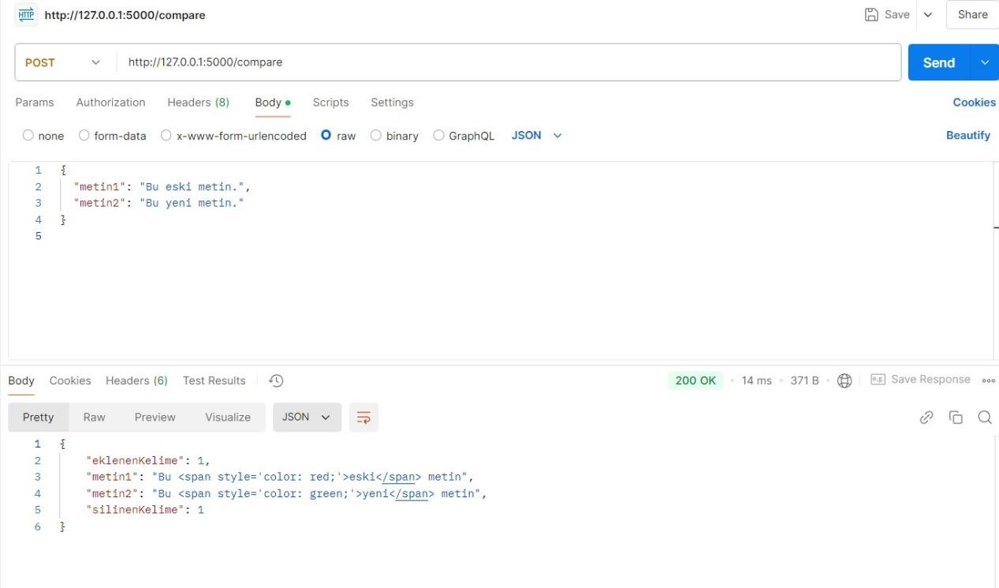 HTTP http://127.0.0.1:5000/compare Save Share
POST http://127.0.0.1:5000/compare Send
Params Authorization Headers (8) Body Scripts Settings Cookies
none form-data x-www-form-urlencoded raw binary GraphQL JSON Beautify
1 {
2 "metin1": "Bu eski metin.",
3 "metin2": "Bu yeni metin."
4 }
5
Body Cookies Headers (6) Test Results 200 OK • 14 ms • 371 B • e.g. Save Response
Pretty Raw Preview Visualize JSON
1 {
2 "eklenenKelime": 1,
3 "metin1": "Bu <span style='color: red;'>eski</span> metin",
4 "metin2": "Bu <span style='color: green;'>yeni</span> metin",
5 "silinenKelime": 1
6 }